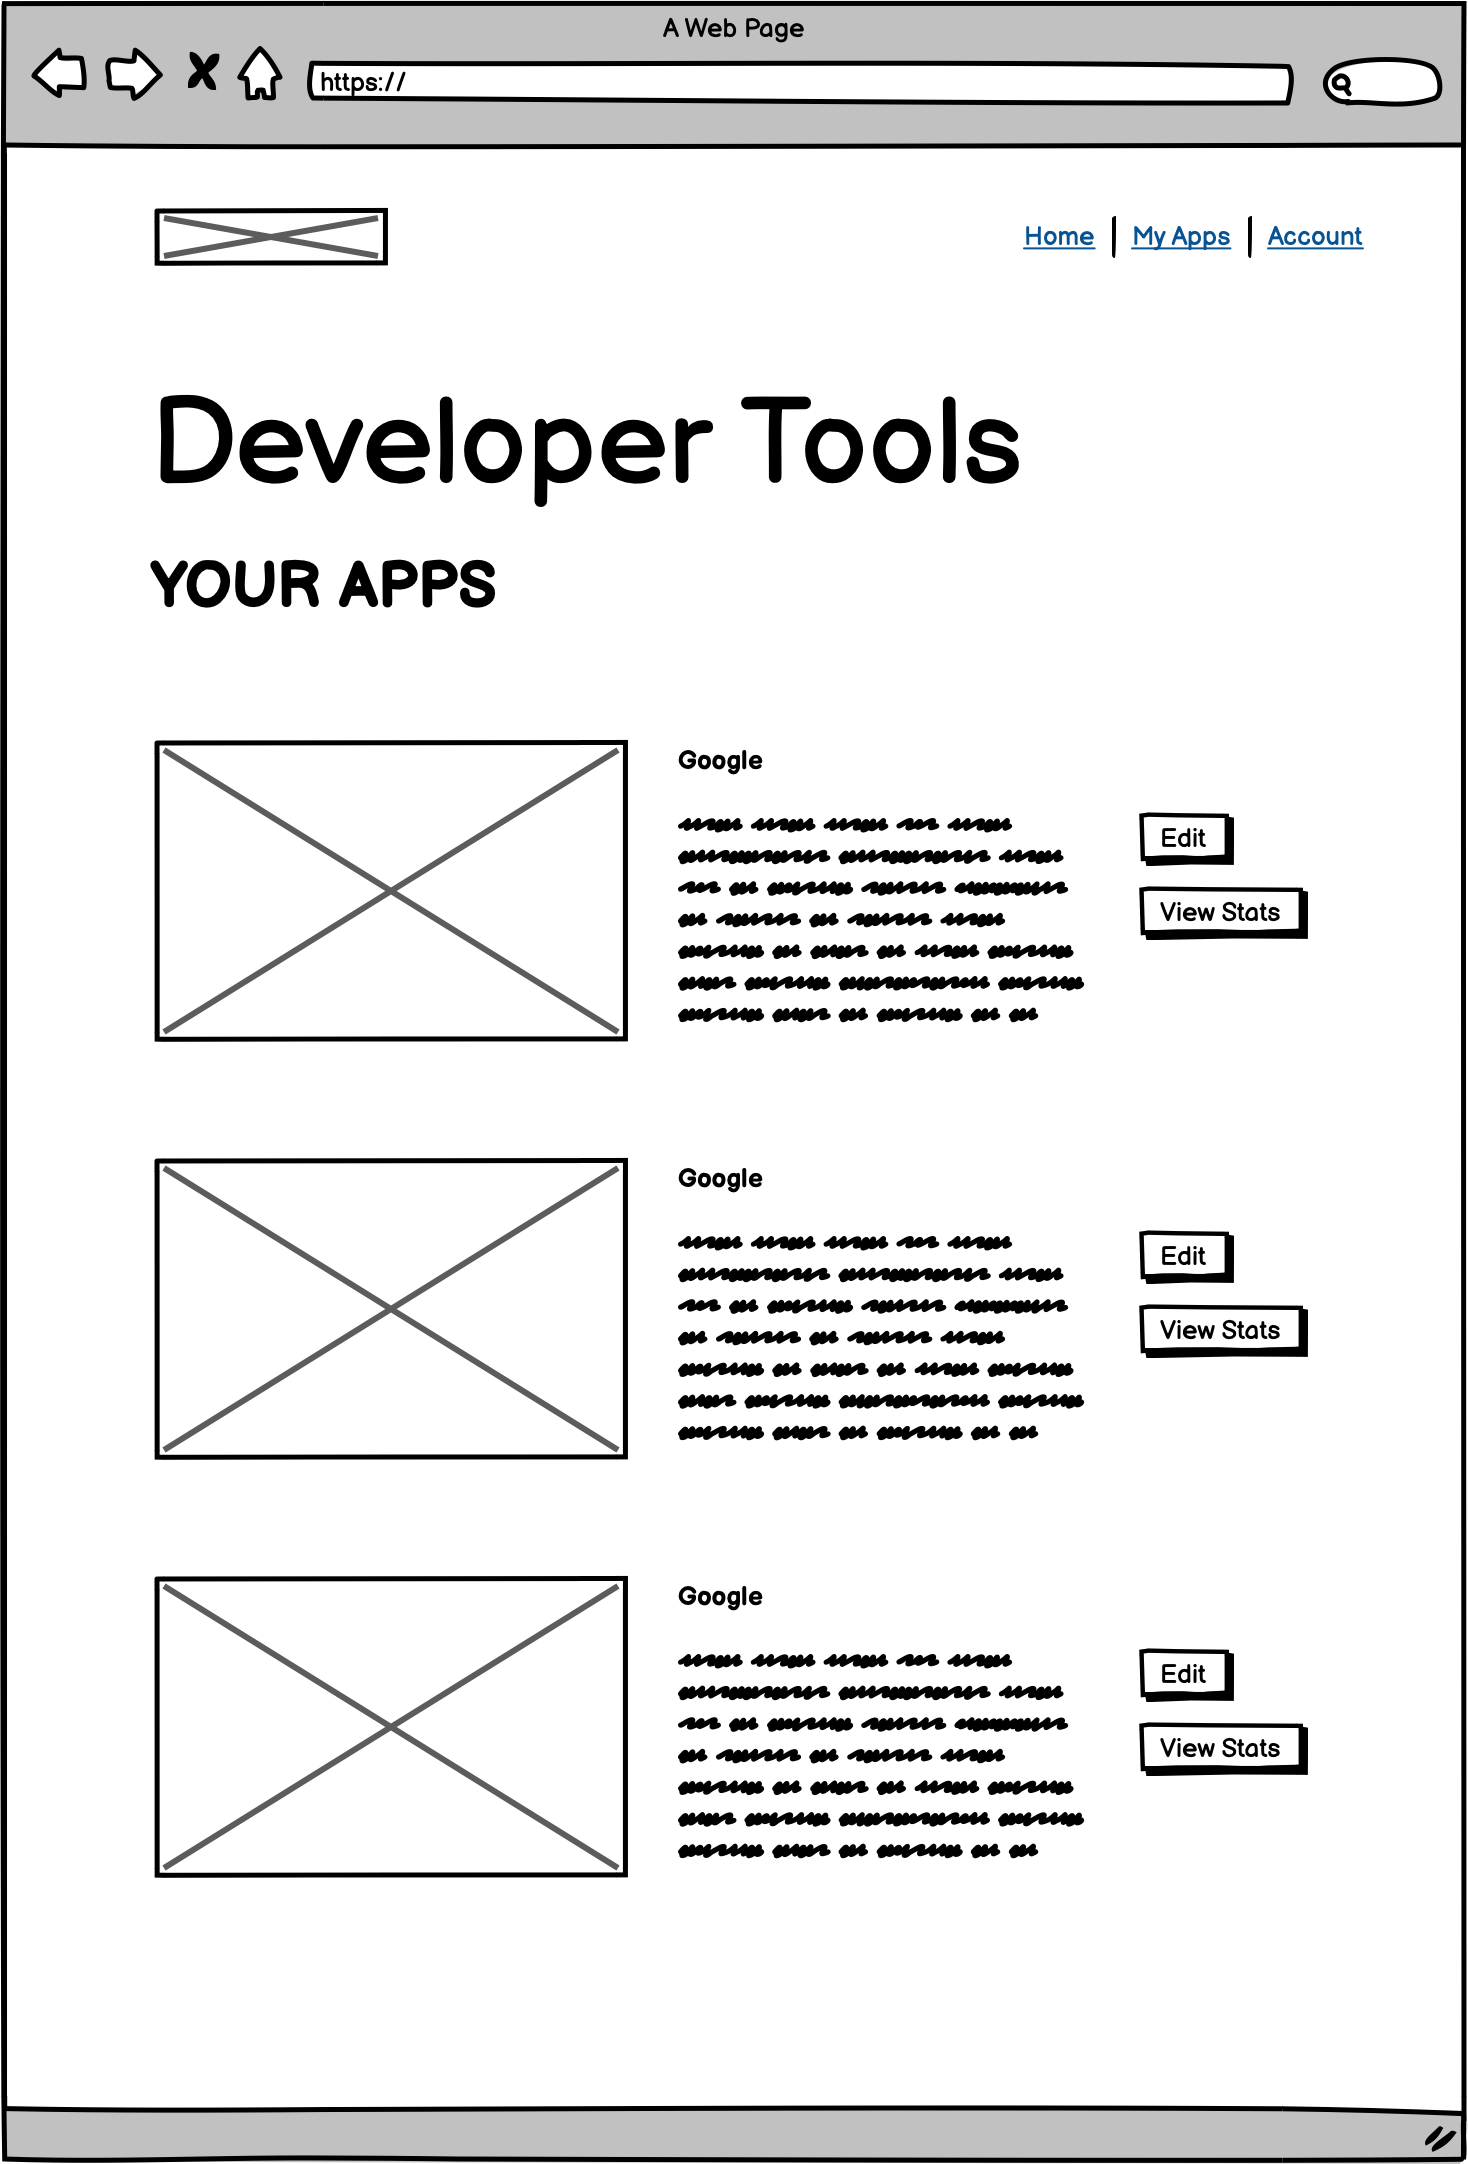 A Web Page
https://
Home | My Apps | Account
Developer Tools
YOUR APPS
Google
Edit
View Stats
Google
Edit
View Stats
Google
Edit
View Stats